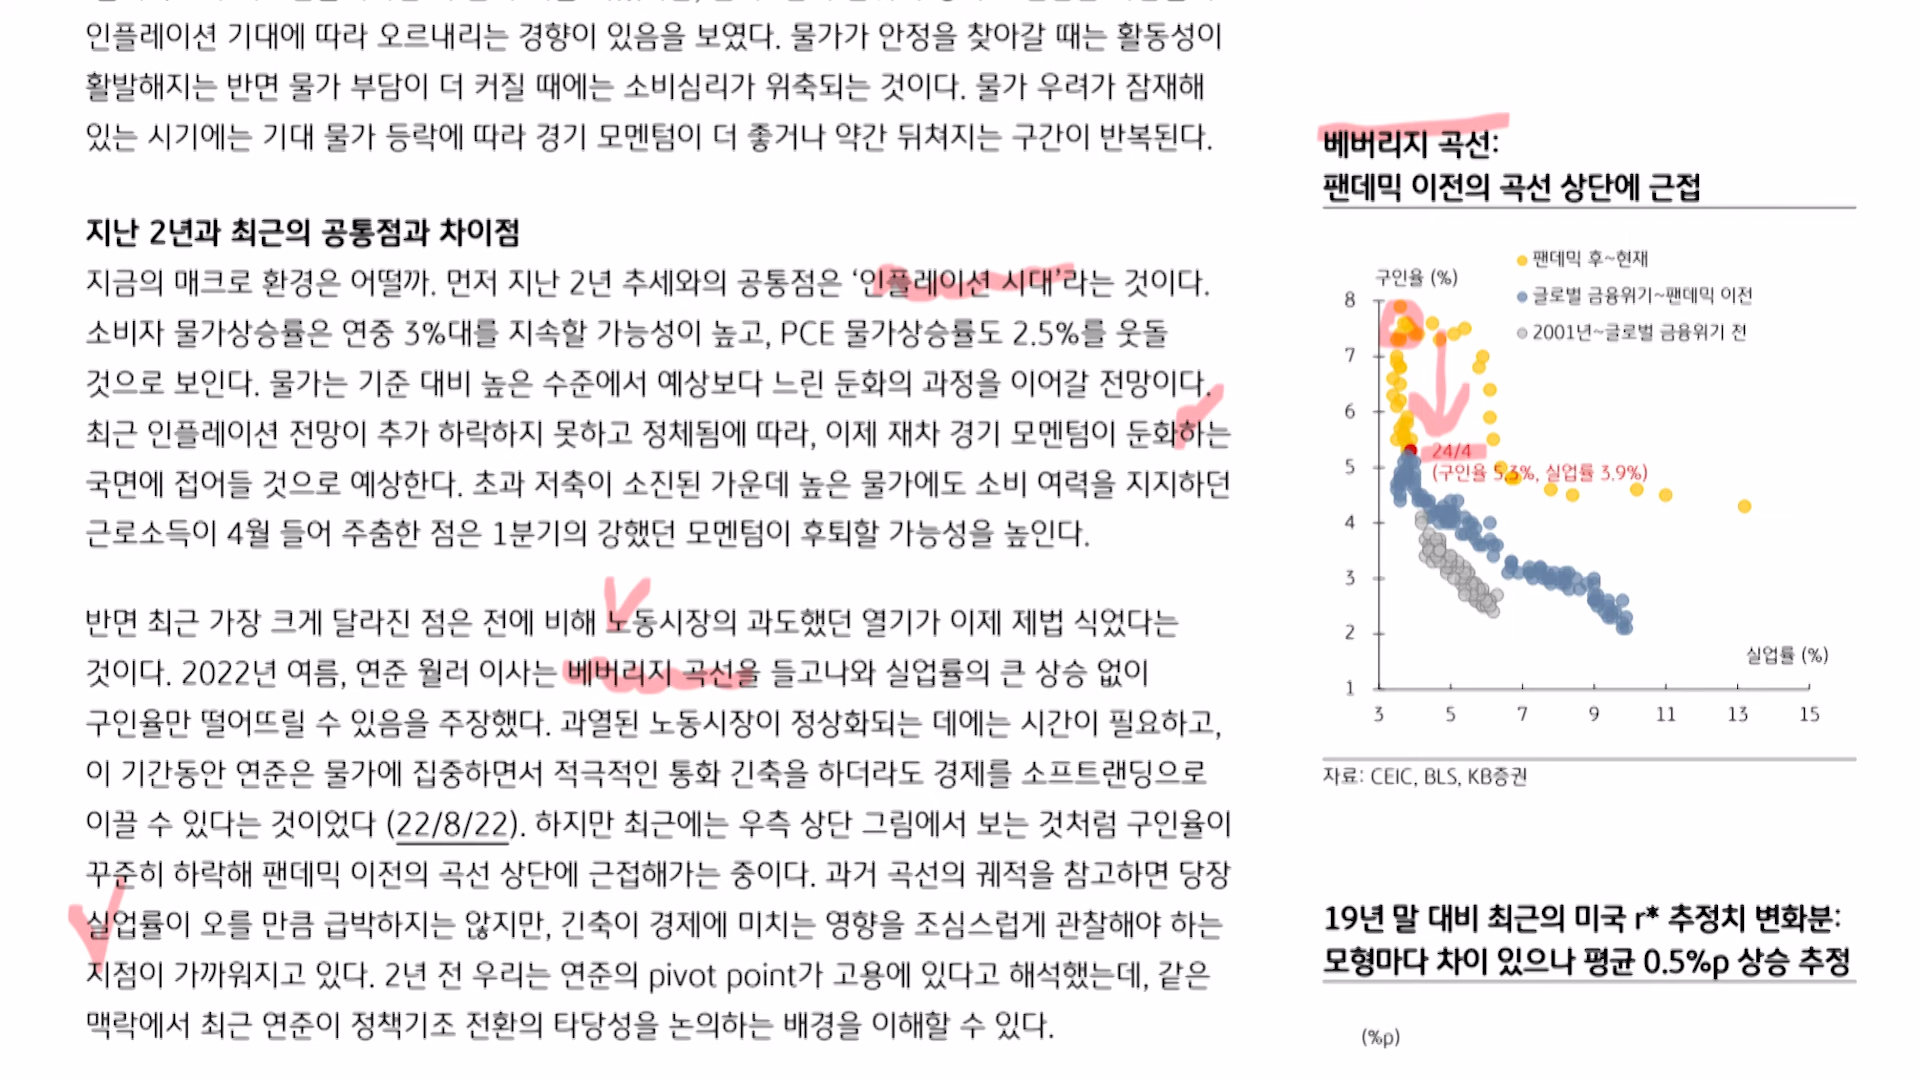 인플레이션 기대에 따라 오르내리는 경향이 있음을 보였다. 물가가 안정을 찾아갈 때는 활동성이
활발해지는 반면 물가 부담이 더 커질 때에는 소비심리가 위축되는 것이다. 물가 우려가 잠재해
있는 시기에는 기대 물가 등락에 따라 경기 모멘텀이 더 좋거나 약간 뒤쳐지는 구간이 반복된다.
지난 2년과 최근의 공통점과 차이점
지금의 매크로 환경은 어떨까. 먼저 지난 2년 추세와의 공통점은 ‘인플레이션 시대’라는 것이다.
소비자 물가상승률은 연중 3%대를 지속할 가능성이 높고, PCE 물가상승률도 2.5%를 웃돌
것으로 보인다. 물가는 기준 대비 높은 수준에서 예상보다 느린 둔화의 과정을 이어갈 전망이다.
최근 인플레이션 전망이 추가 하락하지 못하고 정체됨에 따라, 이제 재차 경기 모멘텀이 둔화하는
국면에 접어들 것으로 예상한다. 초과 저축이 소진된 가운데 높은 물가에도 소비 여력을 지지하던
근로소득이 4월 들어 주춤한 점은 1분기의 강했던 모멘텀이 후퇴할 가능성을 높인다.
반면 최근 가장 크게 달라진 점은 전에 비해 노동시장의 과도했던 열기가 이제 제법 식었다는
것이다. 2022년 여름, 연준 월러 이사는 베버리지 곡선을 들고나와 실업률의 큰 상승 없이
구인율만 떨어뜨릴 수 있음을 주장했다. 과열된 노동시장이 정상화되는 데에는 시간이 필요하고,
이 기간동안 연준은 물가에 집중하면서 적극적인 통화 긴축을 하더라도 경제를 소프트랜딩으로
이끌 수 있다는 것이었다 (22/8/22). 하지만 최근에는 우측 상단 그림에서 보는 것처럼 구인율이
꾸준히 하락해 팬데믹 이전의 곡선 상단에 근접해가는 중이다. 과거 곡선의 궤적을 참고하면 당장
실업률이 오를 만큼 급박하지는 않지만, 긴축이 경제에 미치는 영향을 조심스럽게 관찰해야 하는
지점이 가까워지고 있다. 2년 전 우리는 연준의 pivot point가 고용에 있다고 해석했는데, 같은
맥락에서 최근 연준이 정책기조 전환의 타당성을 논의하는 배경을 이해할 수 있다.
베버리지 곡선:
팬데믹 이전의 곡선 상단에 근접
구인율 (%)
팬데믹 후~현재
글로벌 금융위기~팬데믹 이전
2001년~글로벌 금융위기 전
8
7
6
5
4
3
2
1
24/4
(구인율 5.3%, 실업률 3.9%)
실업률 (%)
3 5 7 9 11 13 15
자료: CEIC, BLS, KB증권
19년 말 대비 최근의 미국 r* 추정치 변화분:
모형마다 차이 있으나 평균 0.5%p 상승 추정
(%p)